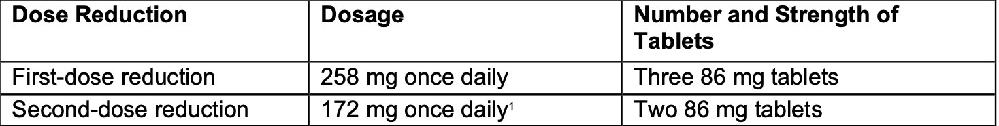 Dose Reduction Dosage Number and Strength of
Tablets
First-dose reduction 258 mg once daily Three 86 mg tablets
Second-dose reduction 172 mg once daily¹ Two 86 mg tablets